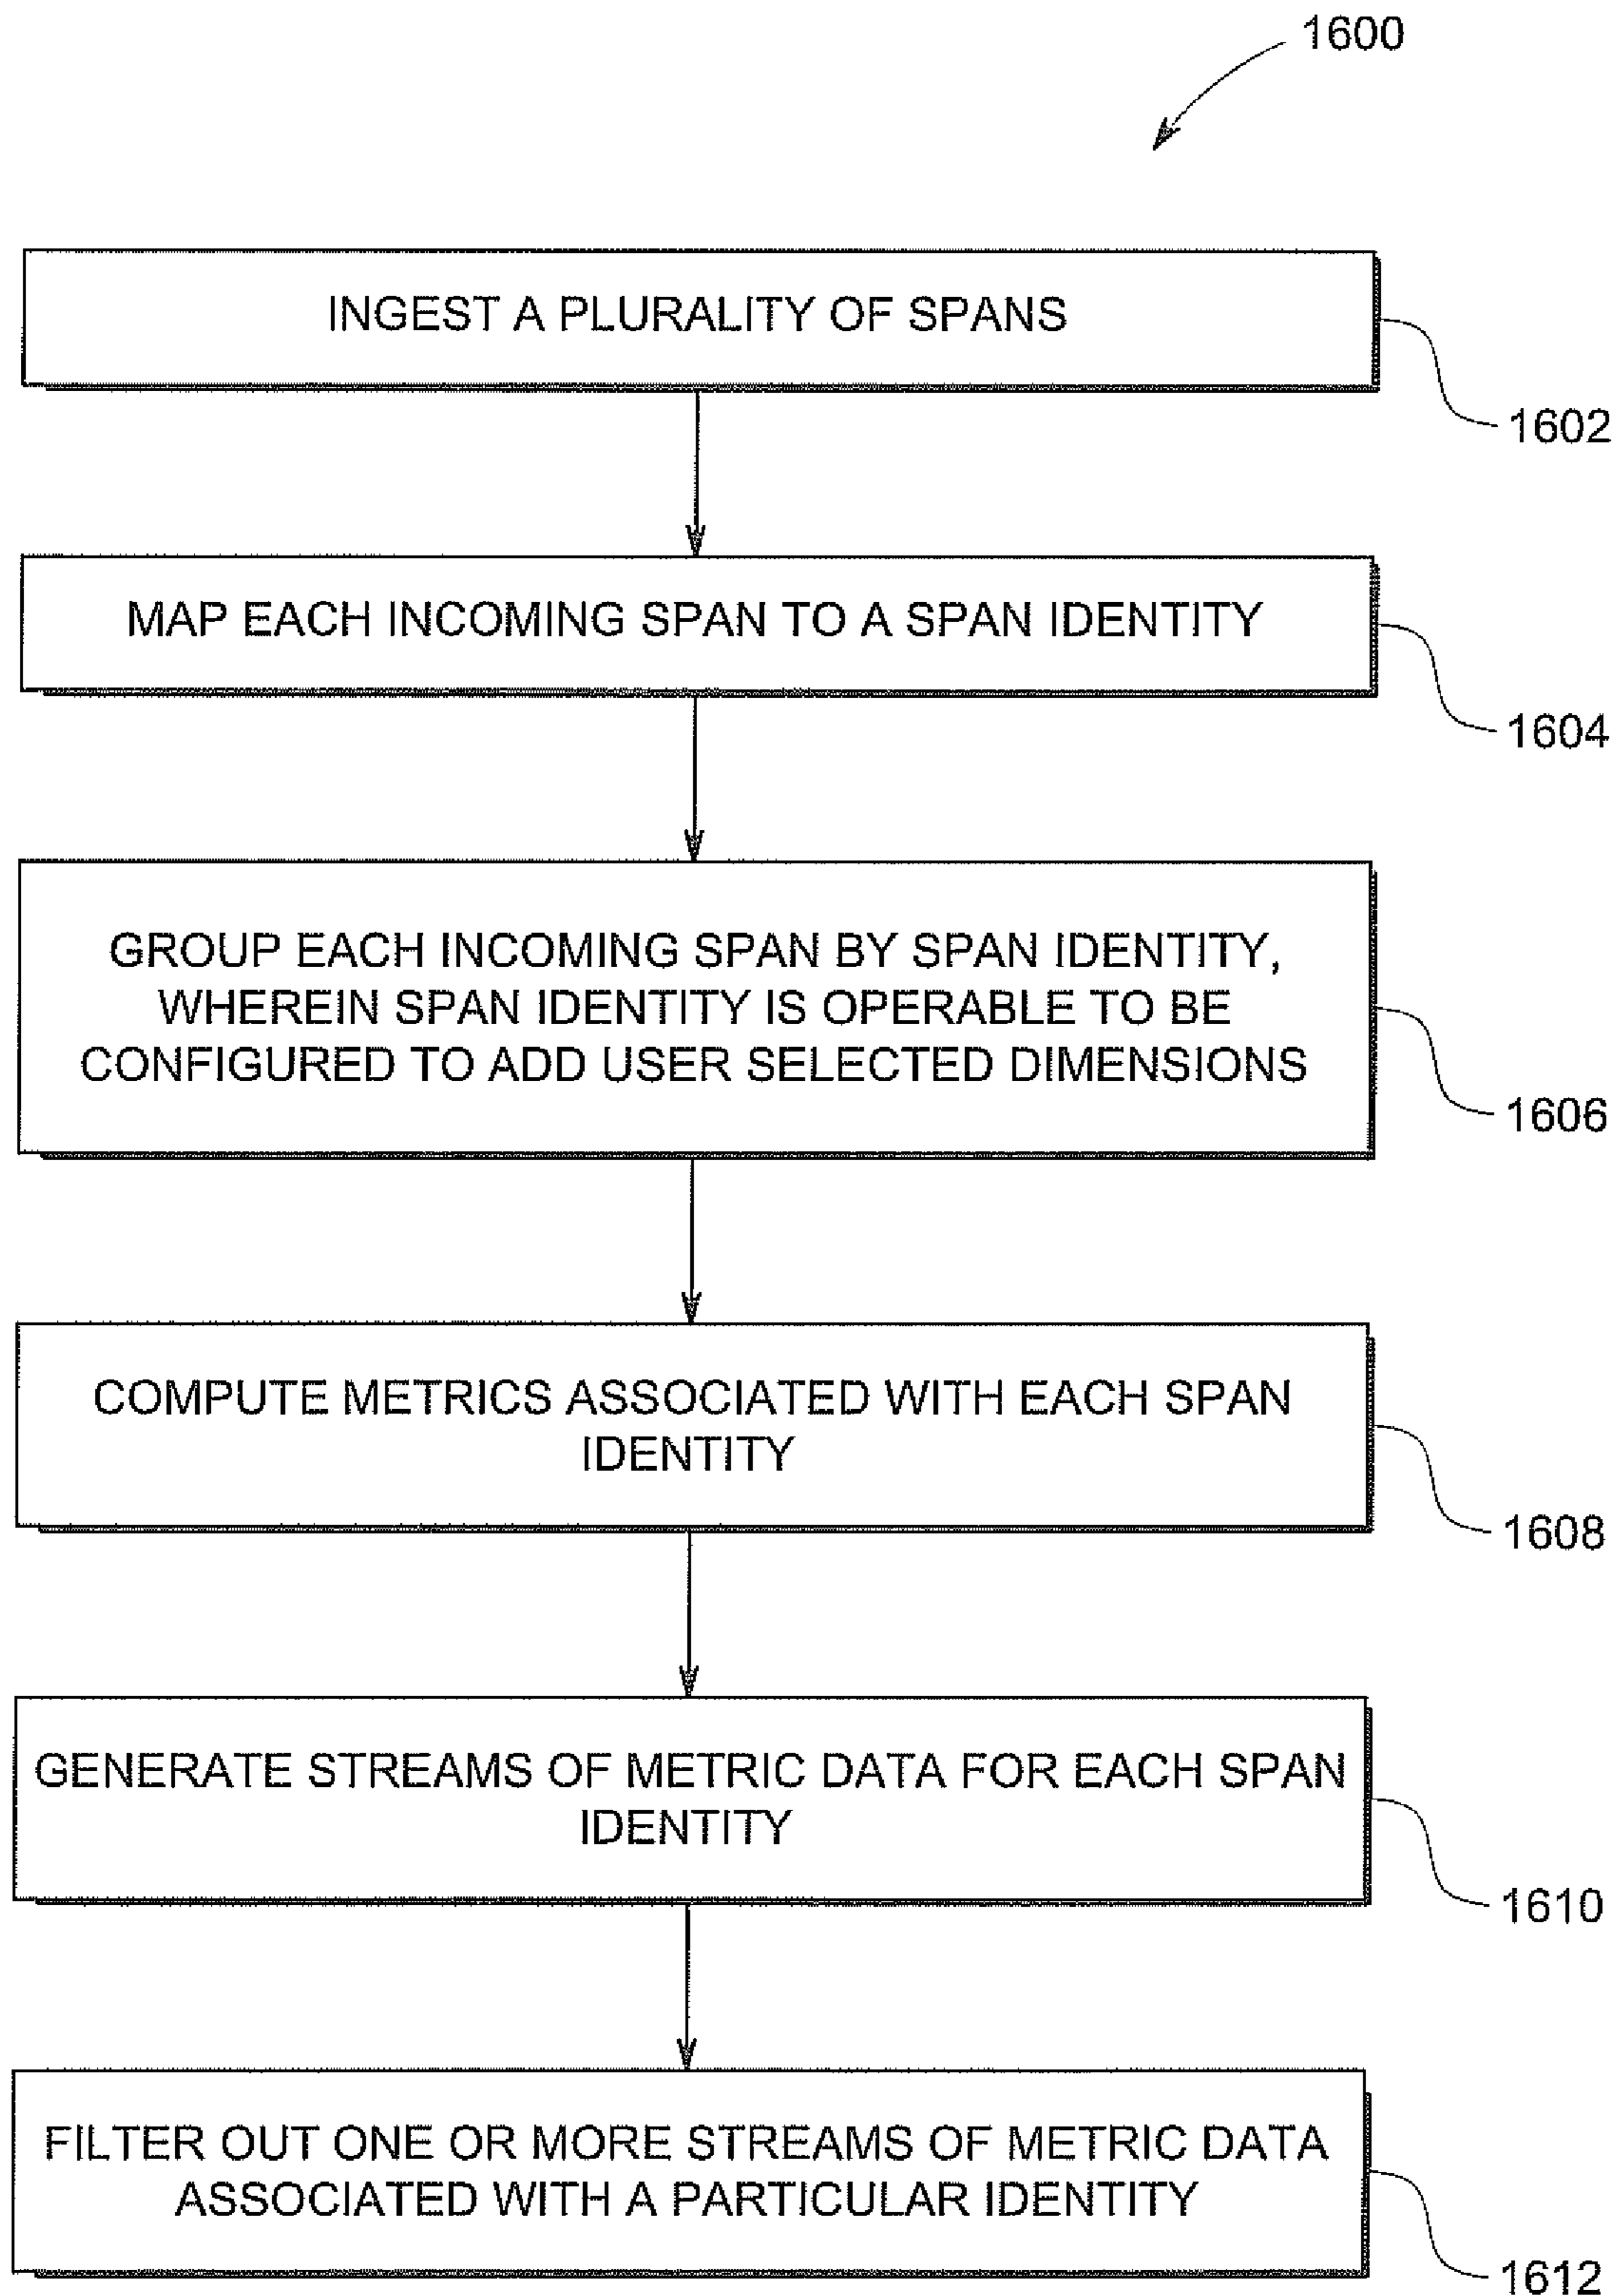 1600
INGEST A PLURALITY OF SPANS
1602
MAP EACH INCOMING SPAN TO A SPAN IDENTITY
1604
GROUP EACH INCOMING SPAN BY SPAN IDENTITY,
WHEREIN SPAN IDENTITY IS OPERABLE TO BE
CONFIGURED TO ADD USER SELECTED DIMENSIONS
1606
COMPUTE METRICS ASSOCIATED WITH EACH SPAN
IDENTITY
1608
GENERATE STREAMS OF METRIC DATA FOR EACH SPAN
IDENTITY
1610
FILTER OUT ONE OR MORE STREAMS OF METRIC DATA
ASSOCIATED WITH A PARTICULAR IDENTITY
1612